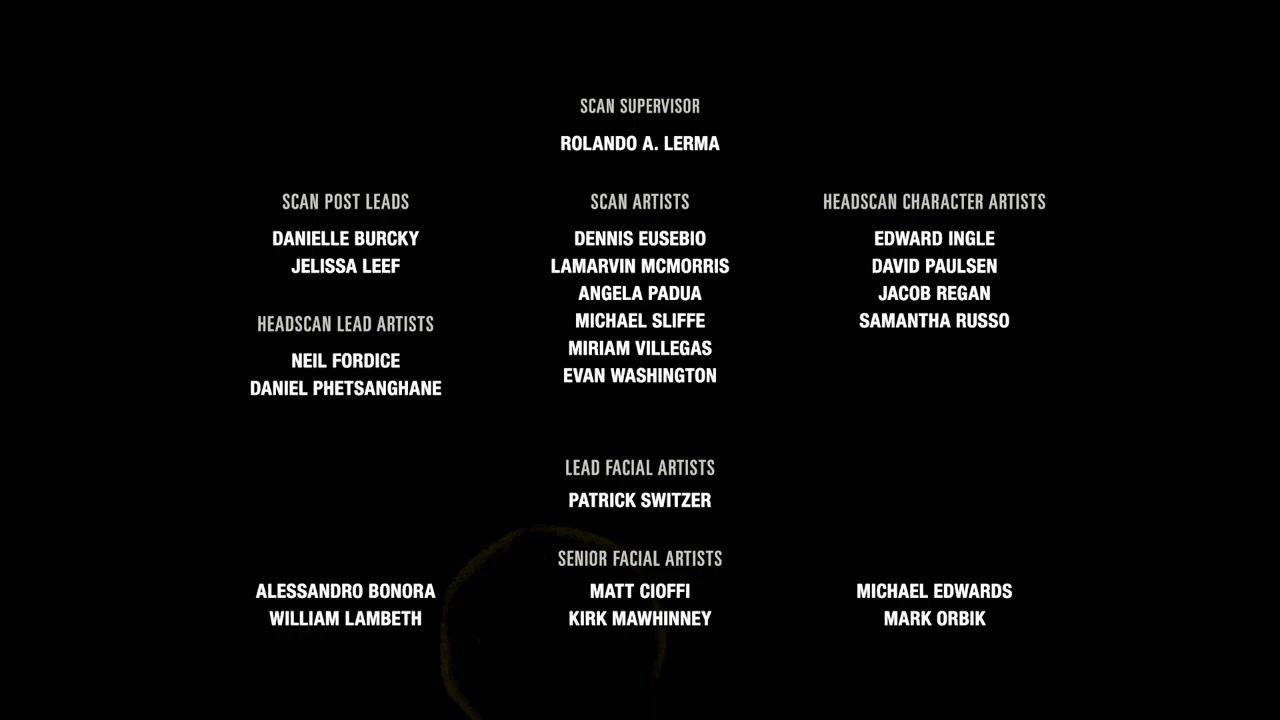 SCAN SUPERVISOR
ROLANDO A. LERMA
SCAN POST LEADS
DANIELLE BURCKY
JELISSA LEEF
HEADSCAN LEAD ARTISTS
NEIL FORDICE
DANIEL PHETSANGHANE
SCAN ARTISTS
DENNIS EUSEBIO
LAMARVIN MCMORRIS
ANGELA PADUA
MICHAEL SLIFFE
MIRIAM VILLEGAS
EVAN WASHINGTON
HEADSCAN CHARACTER ARTISTS
EDWARD INGLE
DAVID PAULSEN
JACOB REGAN
SAMANTHA RUSSO
LEAD FACIAL ARTISTS
PATRICK SWITZER
SENIOR FACIAL ARTISTS
ALESSANDRO BONORA
WILLIAM LAMBETH
MATT CIOFFI
KIRK MAWHINNEY
MICHAEL EDWARDS
MARK ORBIK